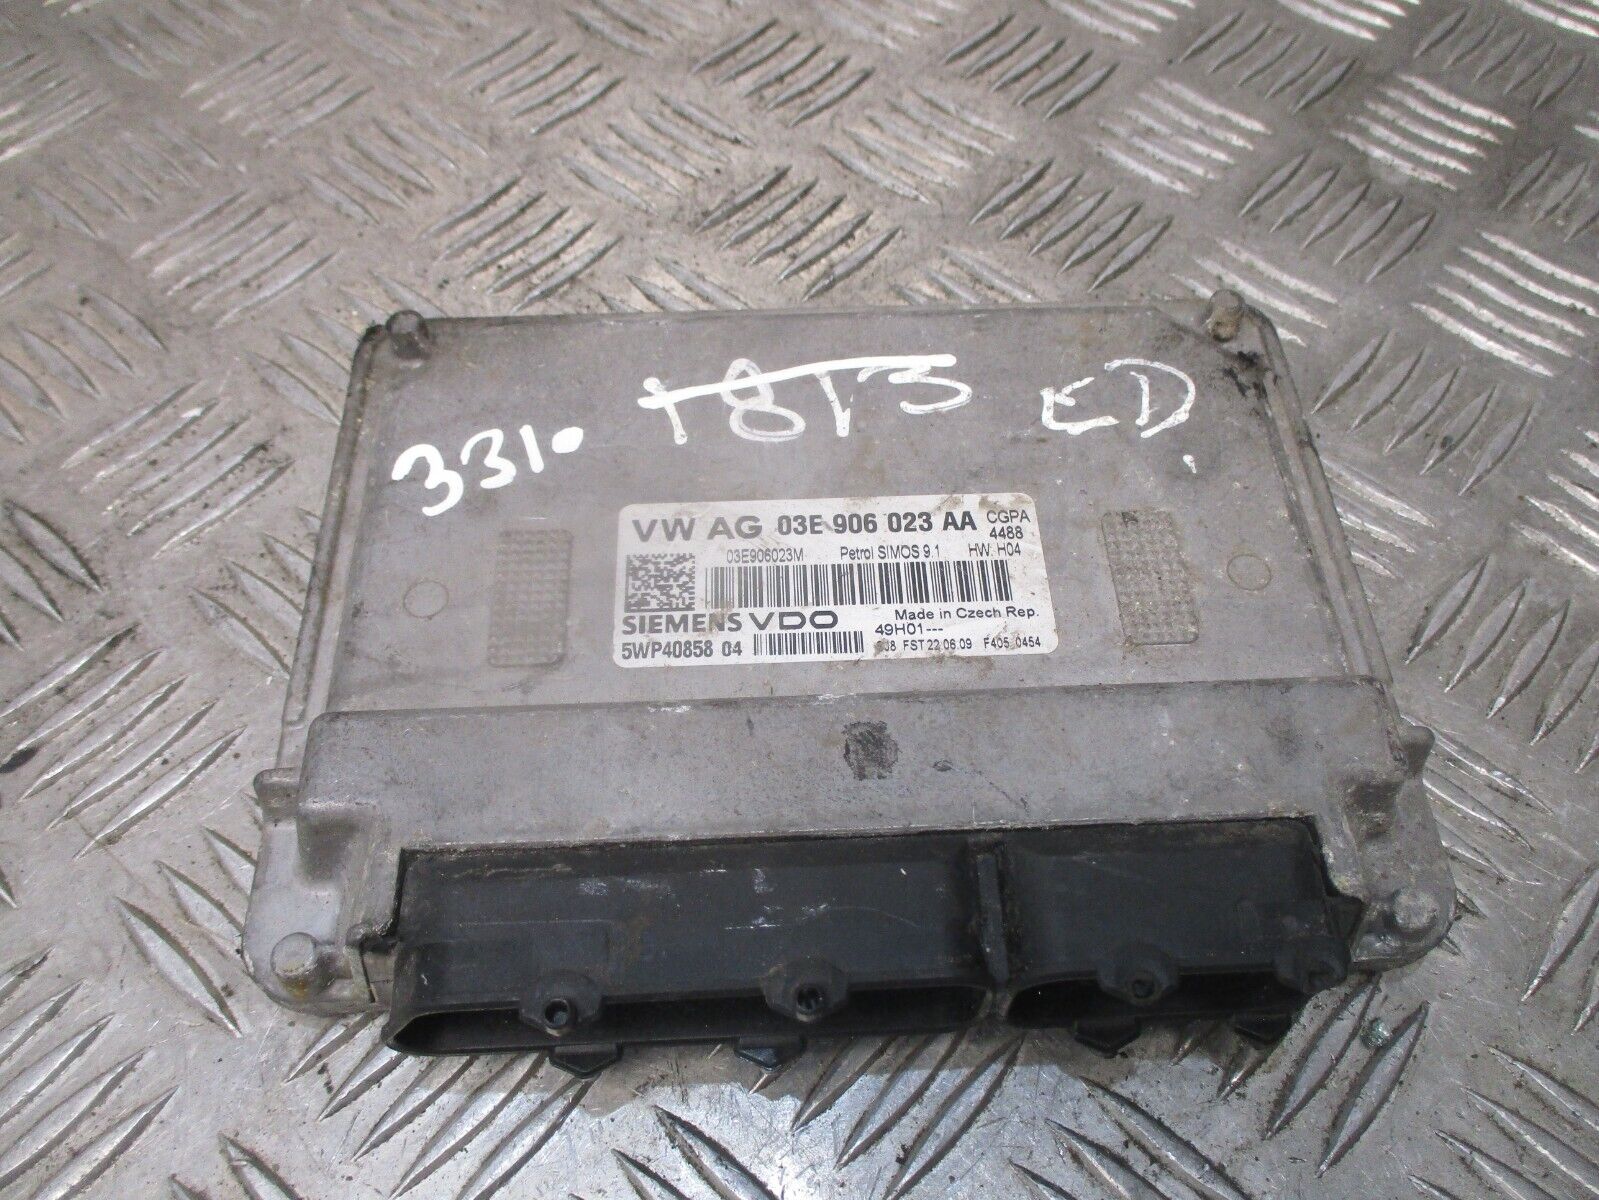 331. 1813 ED.
VW AG 03E 906 023 AA CGPA
4488
03E906023M Petrol SIMOS 9.1 HW. H04
Made in Czech Rep.
SIEMENS VDO 49H01---
5WP40858 04 FST 22.06.09 F405 0454